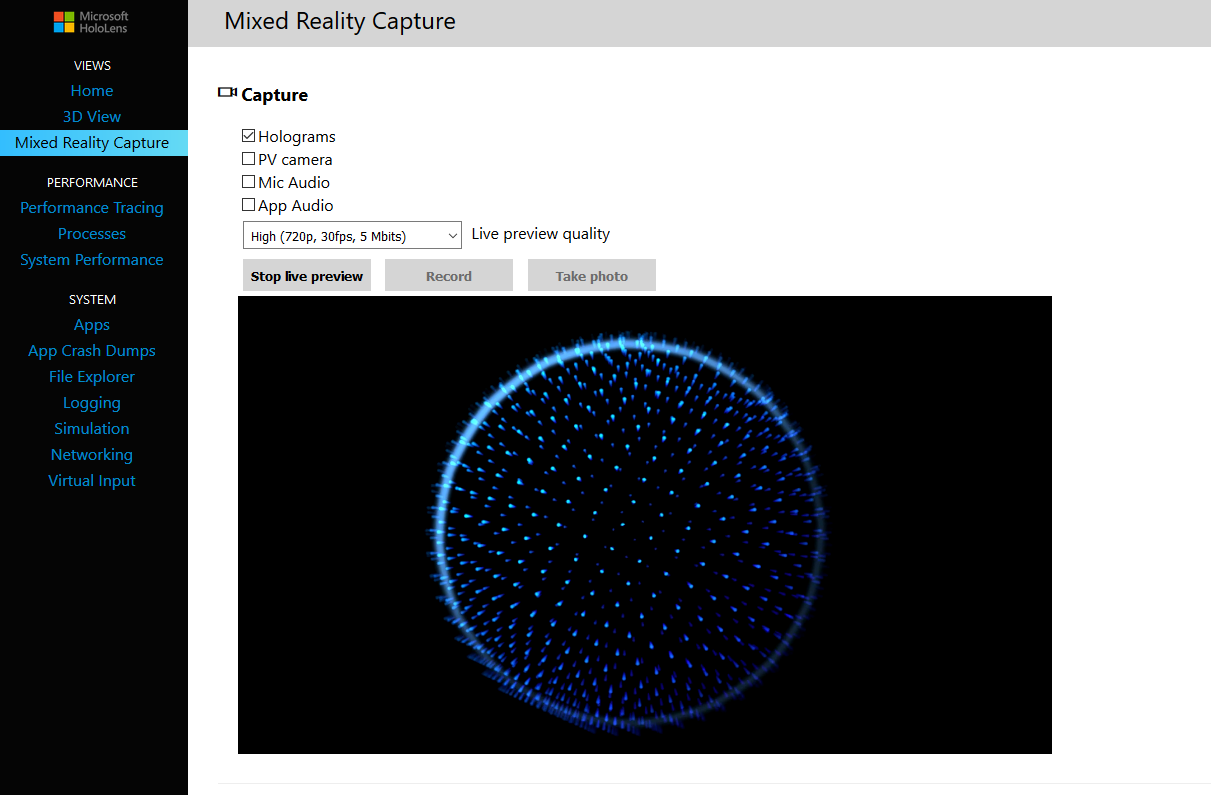 Microsoft
HoloLens
VIEWS
Home
3D View
Mixed Reality Capture
PERFORMANCE
Performance Tracing
Processes
System Performance
SYSTEM
Apps
App Crash Dumps
File Explorer
Logging
Simulation
Networking
Virtual Input
Mixed Reality Capture
Capture
Holograms
PV camera
Mic Audio
App Audio
High (720p, 30fps, 5 Mbits) Live preview quality
Stop live preview Record Take photo